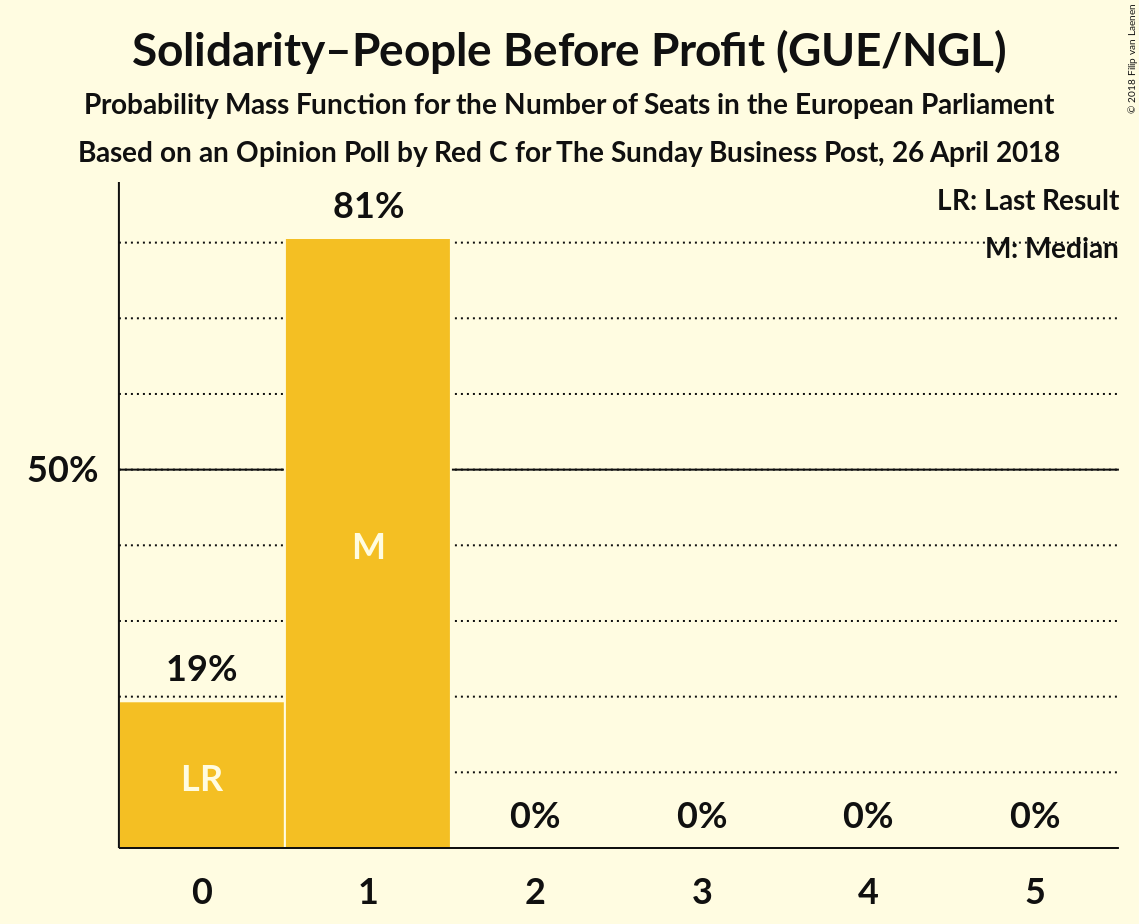 Solidarity–People Before Profit (GUE/NGL)
Probability Mass Function for the Number of Seats in the European Parliament
Based on an Opinion Poll by Red C for The Sunday Business Post, 26 April 2018
© 2018 Filip van Laenen
LR: Last Result
M: Median
81%
50%
M
19%
LR
0% 0% 0% 0%
0 1 2 3 4 5